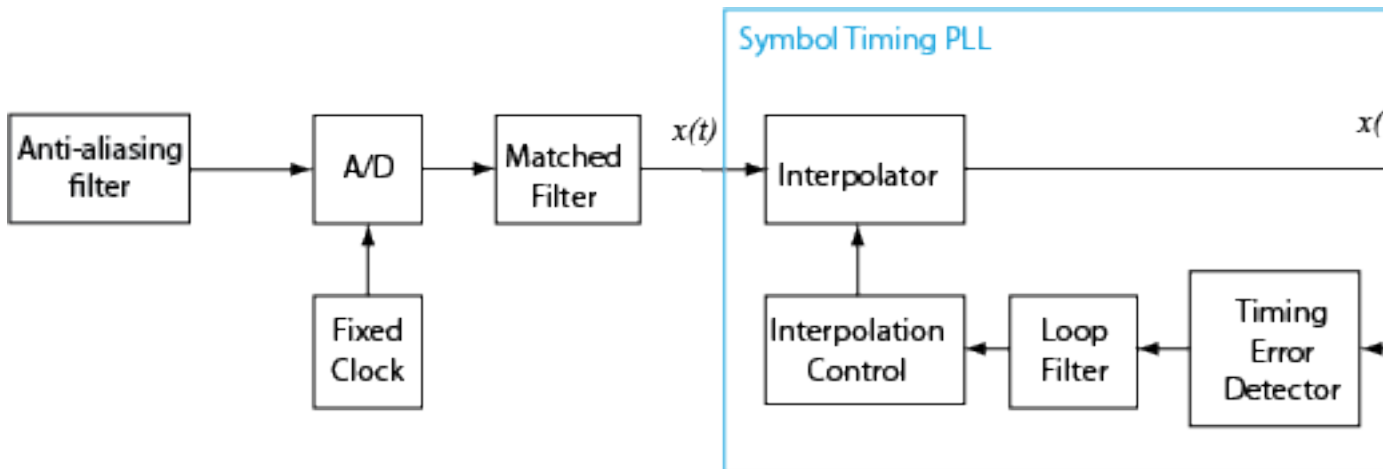 Symbol Timing PLL
x(t)
x(
Anti-aliasing
filter
A/D
Matched
Filter
Interpolator
Fixed
Clock
Interpolation
Control
Loop
Filter
Timing
Error
Detector